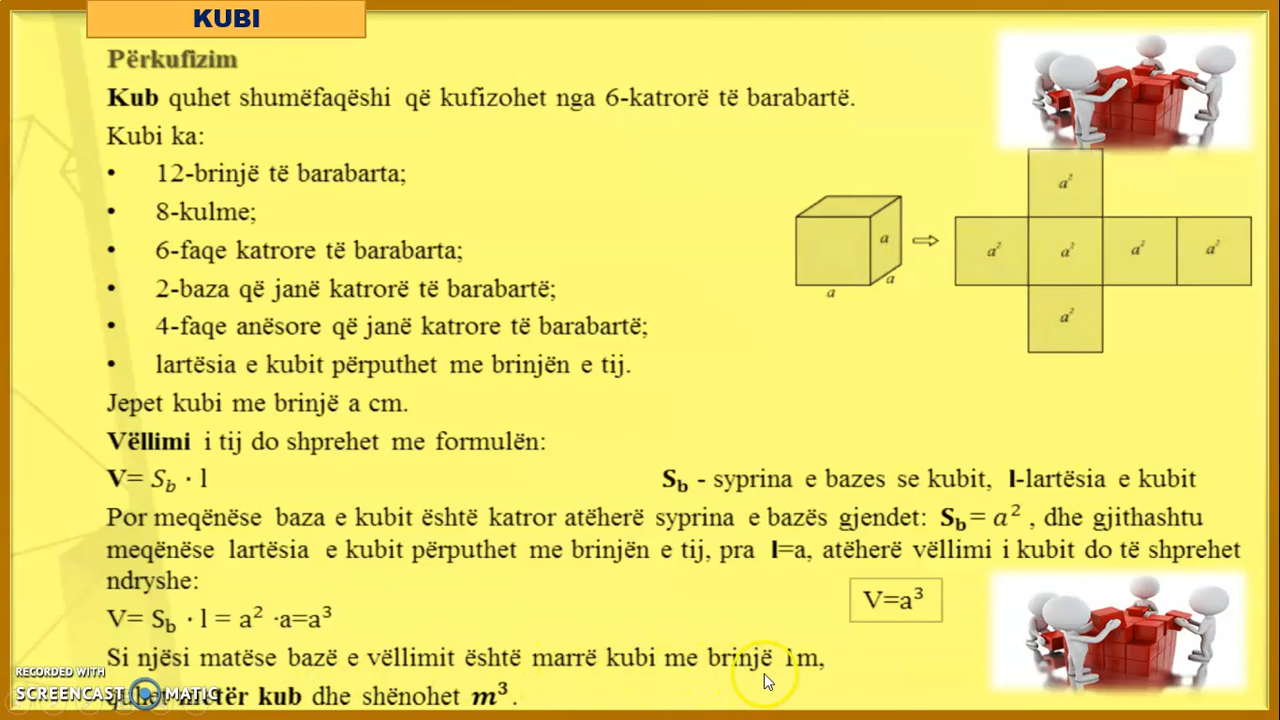 KUBI
Përkufizim
Kub quhet shumëfaqëshi që kufizohet nga 6-katrorë të barabartë.
Kubi ka:
• 12-brinjë të barabarta;
• 8-kulme;
• 6-faqe katrore të barabarta;
• 2-baza që janë katrorë të barabartë;
• 4-faqe anësore që janë katrore të barabartë;
• lartësia e kubit përputhet me brinjën e tij.
a
a
a
a²
a²
a²
a²
a²
a²
Jepet kubi me brinjë a cm.
Vëllimi i tij do shprehet me formulën:
V= S_b · l S_b - syprina e bazes se kubit, l-lartësia e kubit
Por meqënëse baza e kubit është katror atëherë syprina e bazës gjendet: S_b = a² , dhe gjithashtu
meqënëse lartësia e kubit përputhet me brinjën e tij, pra l=a, atëherë vëllimi i kubit do të shprehet
ndryshe:
V=a³
V= S_b · l = a² ·a=a³
Si njësi matëse bazë e vëllimit është marrë kubi me brinjë 1m,
quhet metër kub dhe shënohet m³.
RECORDED WITH
SCREENCAST MATIC